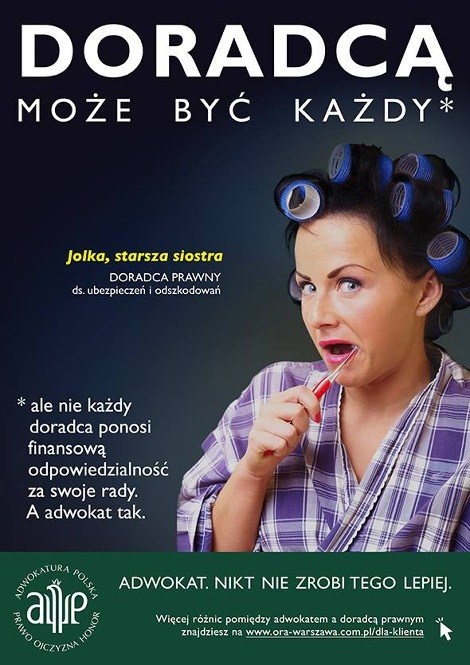 DORADCĄ
MOŻE BYĆ KAŻDY*
Jolka, starsza siostra
DORADCA PRAWNY
ds. ubezpieczeń i odszkodowań
* ale nie każdy
doradca ponosi
finansową
odpowiedzialność
za swoje rady.
A adwokat tak.
ADWOKATURA POLSKA
PRAWO OJCZYZNA HONOR
ADWOKAT. NIKT NIE ZROBI TEGO LEPIEJ.
Więcej różnic pomiędzy adwokatem a doradcą prawnym
znajdziesz na www.ora-warszawa.com.pl/dla-klienta